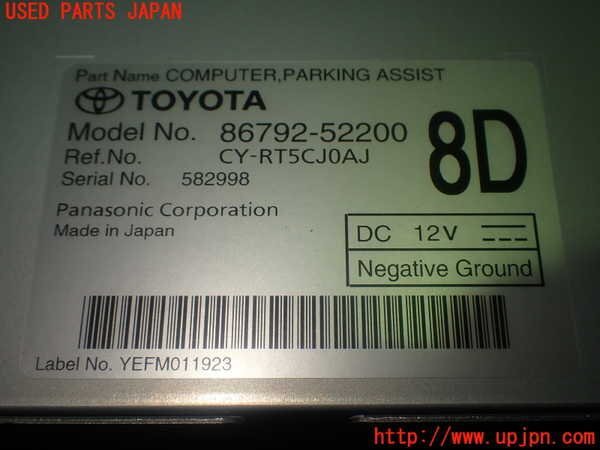 USED PARTS JAPAN
Part Name COMPUTER,PARKING ASSIST
TOYOTA
Model No. 86792-52200
8D
Ref.No. CY-RT5CJ0AJ
Serial No. 582998
Panasonic Corporation
Made in Japan
DC 12V
Negative Ground
Label No. YEFM011923
http://www.upjpn.com/